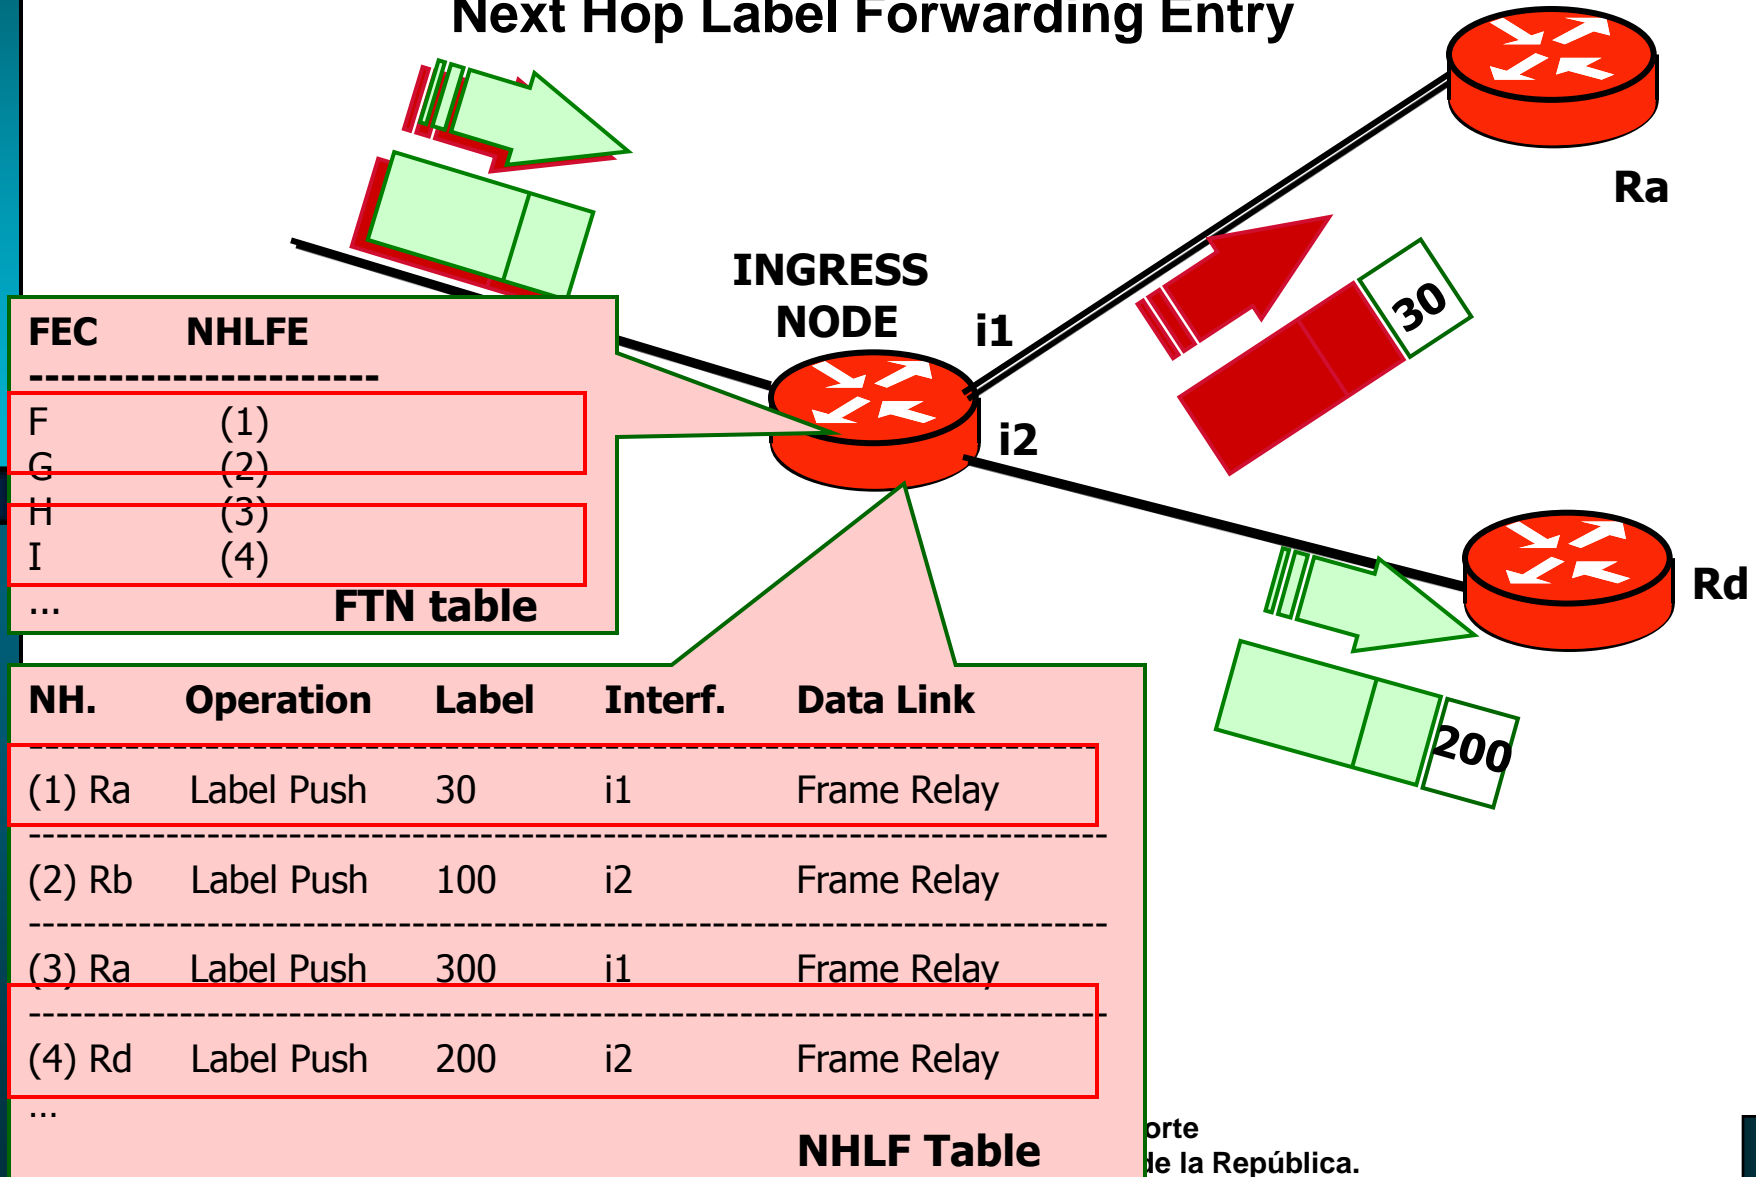 Next Hop Label Forwarding Entry
Ra
INGRESS
NODE
i1
30
i2
Rd
200
FEC NHLFE
----------------------
F (1)
G (2)
H (3)
I (4)
...
FTN table
NH. Operation Label Interf. Data Link
--------------------------------------------------------------------------------
(1) Ra Label Push 30 i1 Frame Relay
--------------------------------------------------------------------------------
(2) Rb Label Push 100 i2 Frame Relay
--------------------------------------------------------------------------------
(3) Ra Label Push 300 i1 Frame Relay
--------------------------------------------------------------------------------
(4) Rd Label Push 200 i2 Frame Relay
...
NHLF Table
orte
de la República.